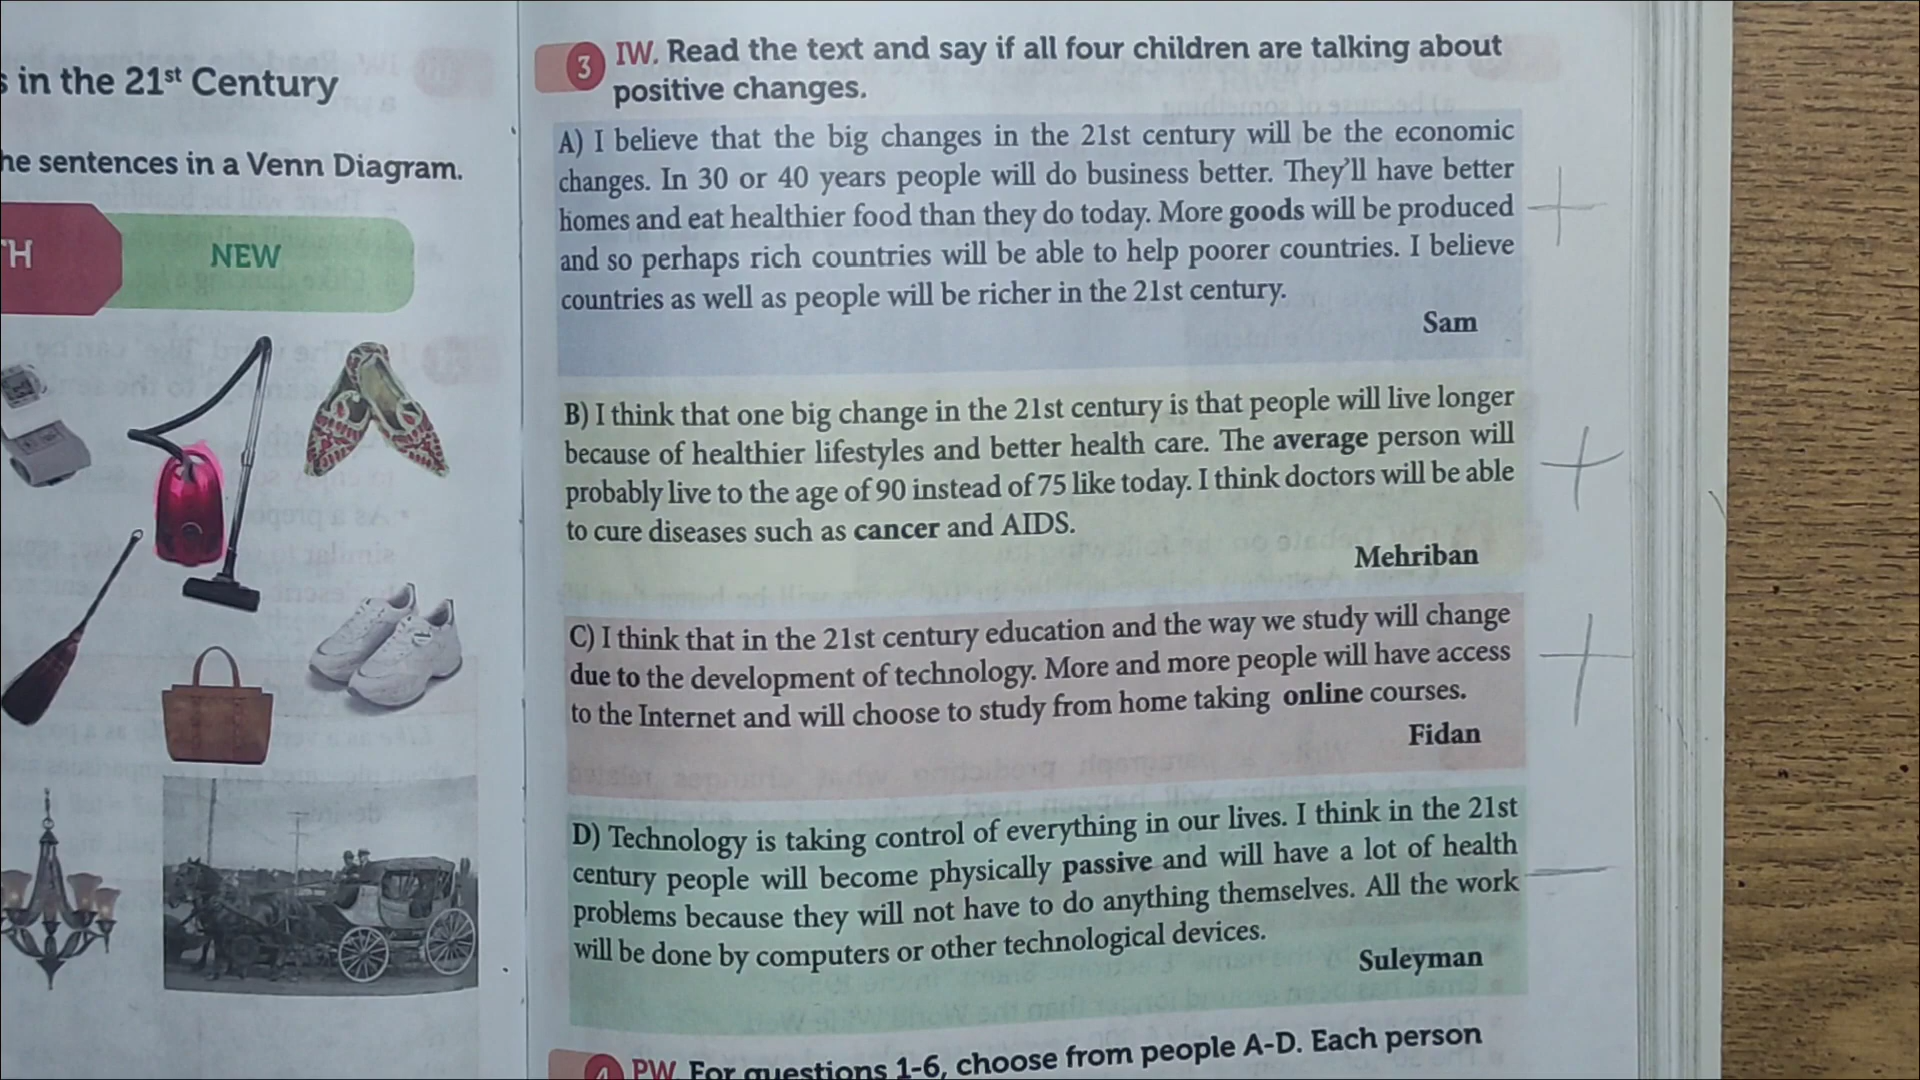 in the 21st Century
sentences in a Venn Diagram.
NEW
3 IW. Read the text and say if all four children are talking about
positive changes.
A) I believe that the big changes in the 21st century will be the economic
changes. In 30 or 40 years people will do business better. They'll have better
homes and eat healthier food than they do today. More goods will be produced
and so perhaps rich countries will be able to help poorer countries. I believe
countries as well as people will be richer in the 21st century.
Sam
B) I think that one big change in the 21st century is that people will live longer
because of healthier lifestyles and better health care. The average person will
probably live to the age of 90 instead of 75 like today. I think doctors will be able
to cure diseases such as cancer and AIDS.
Mehriban
C) I think that in the 21st century education and the way we study will change
due to the development of technology. More and more people will have access
to the Internet and will choose to study from home taking online courses.
Fidan
D) Technology is taking control of everything in our lives. I think in the 21st
century people will become physically passive and will have a lot of health
problems because they will not have to do anything themselves. All the work
will be done by computers or other technological devices.
Suleyman
4 PW. For questions 1-6, choose from people A-D. Each person